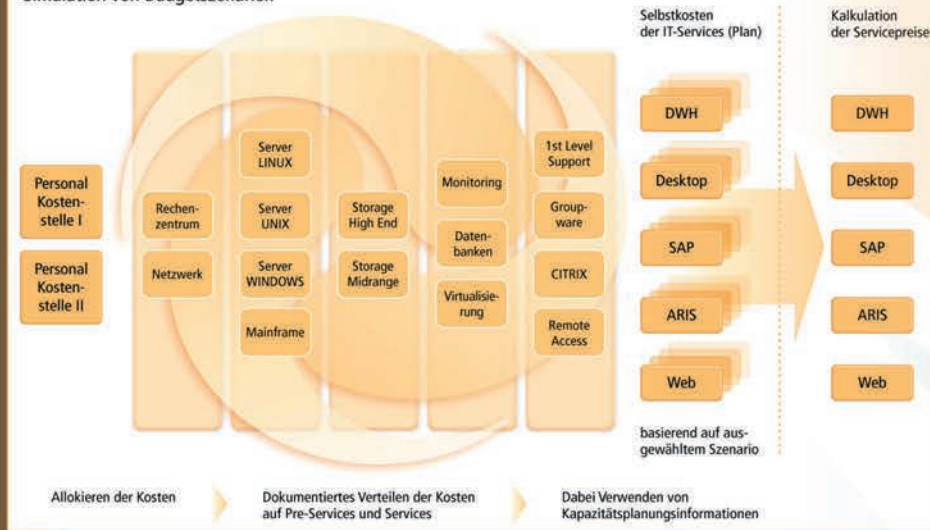 Simulation von Budgetszenarien
Selbstkosten
der IT-Services (Plan)
Kalkulation
der Servicepreise
Personal
Kosten-
stelle I
Personal
Kosten-
stelle II
Rechen-
zentrum
Netzwerk
Server
LINUX
Server
UNIX
Server
WINDOWS
Mainframe
Storage
High End
Storage
Midrange
Monitoring
Daten-
banken
Virtualisie-
rung
1st Level
Support
Group-
ware
CITRIX
Remote
Access
DWH
Desktop
SAP
ARIS
Web
basierend auf aus-
gewähltem Szenario
DWH
Desktop
SAP
ARIS
Web
Allokieren der Kosten
Dokumentiertes Verteilen der Kosten
auf Pre-Services und Services
Dabei Verwenden von
Kapazitätsplanungsinformationen